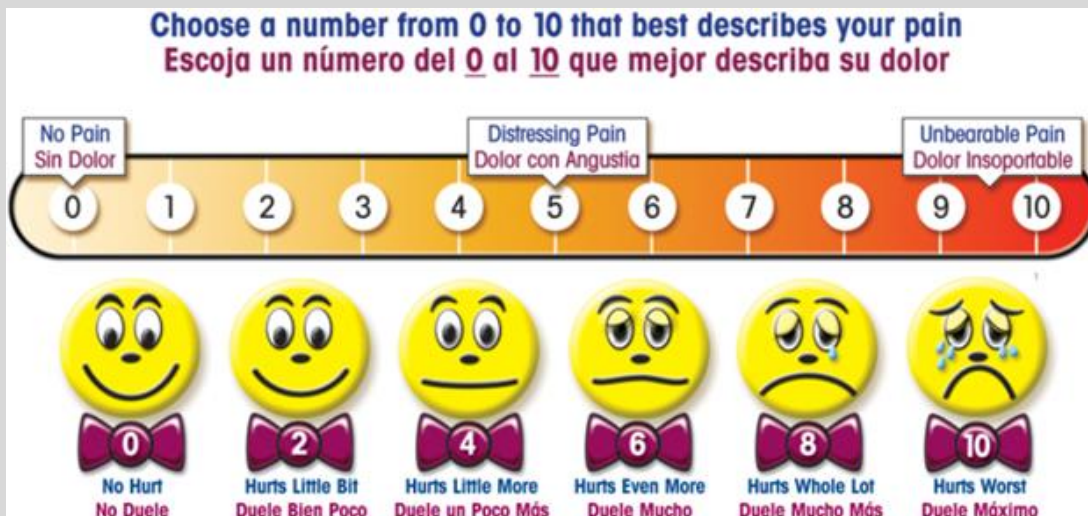 Choose a number from 0 to 10 that best describes your pain
Escoja un número del 0 al 10 que mejor describa su dolor
No Pain
Sin Dolor
Distressing Pain
Dolor con Angustia
Unbearable Pain
Dolor Insoportable
0 1 2 3 4 5 6 7 8 9 10
0 2 4 6 8 10
No Hurt
No Duele
Hurts Little Bit
Duele Bien Poco
Hurts Little More
Duele un Poco Más
Hurts Even More
Duele Mucho
Hurts Whole Lot
Duele Mucho Más
Hurts Worst
Duele Máximo